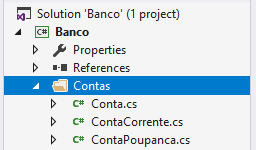 Solution 'Banco' (1 project)
C# Banco
Properties
References
Contas
C# Conta.cs
C# ContaCorrente.cs
C# ContaPoupanca.cs